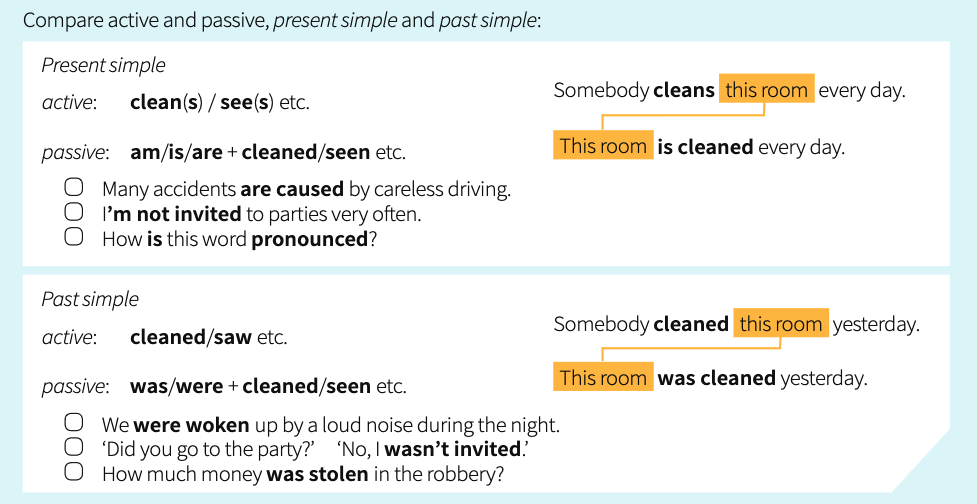 Compare active and passive, present simple and past simple:
Present simple
active: clean(s) / see(s) etc.
Somebody cleans this room every day.
passive: am/is/are + cleaned/seen etc.
This room is cleaned every day.
Many accidents are caused by careless driving.
I’m not invited to parties very often.
How is this word pronounced?
Past simple
active: cleaned/saw etc.
Somebody cleaned this room yesterday.
passive: was/were + cleaned/seen etc.
This room was cleaned yesterday.
We were woken up by a loud noise during the night.
‘Did you go to the party?’ ‘No, I wasn’t invited.’
How much money was stolen in the robbery?